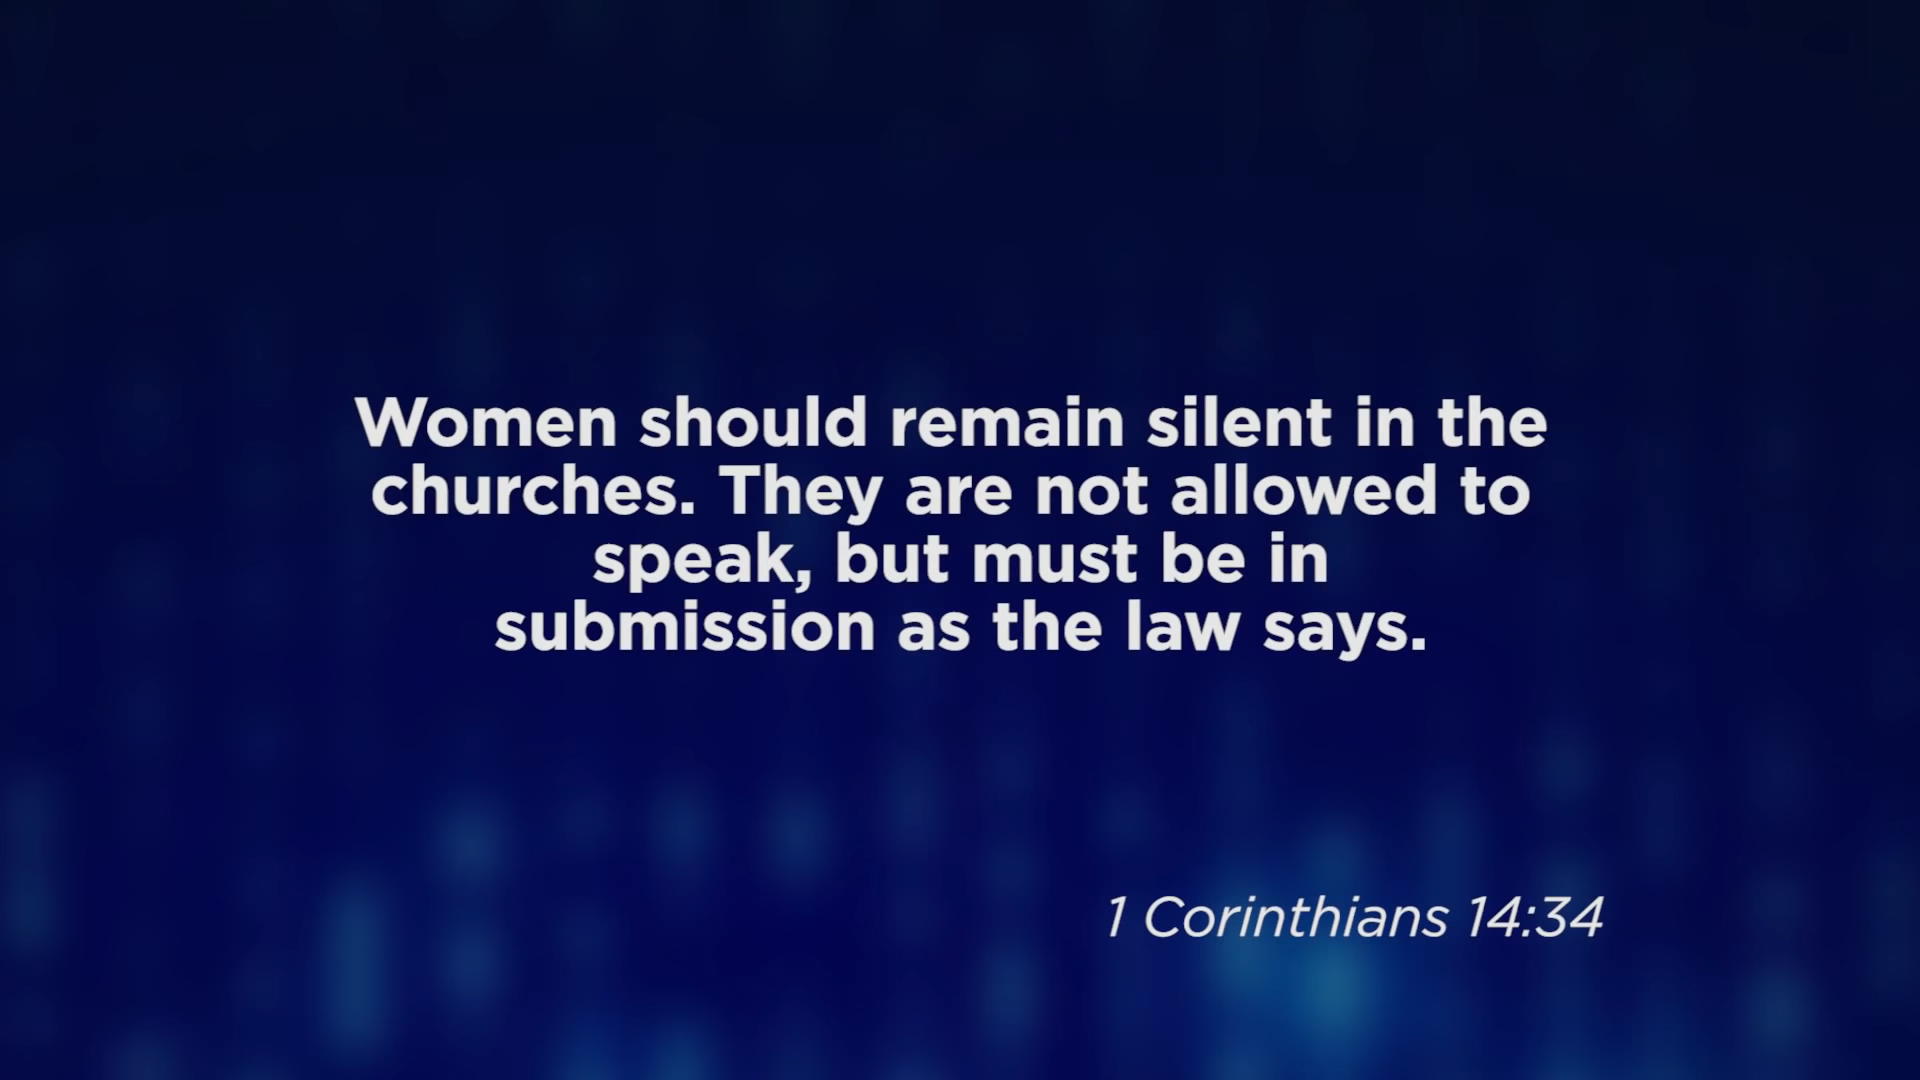 Women should remain silent in the
churches. They are not allowed to
speak, but must be in
submission as the law says.
1 Corinthians 14:34